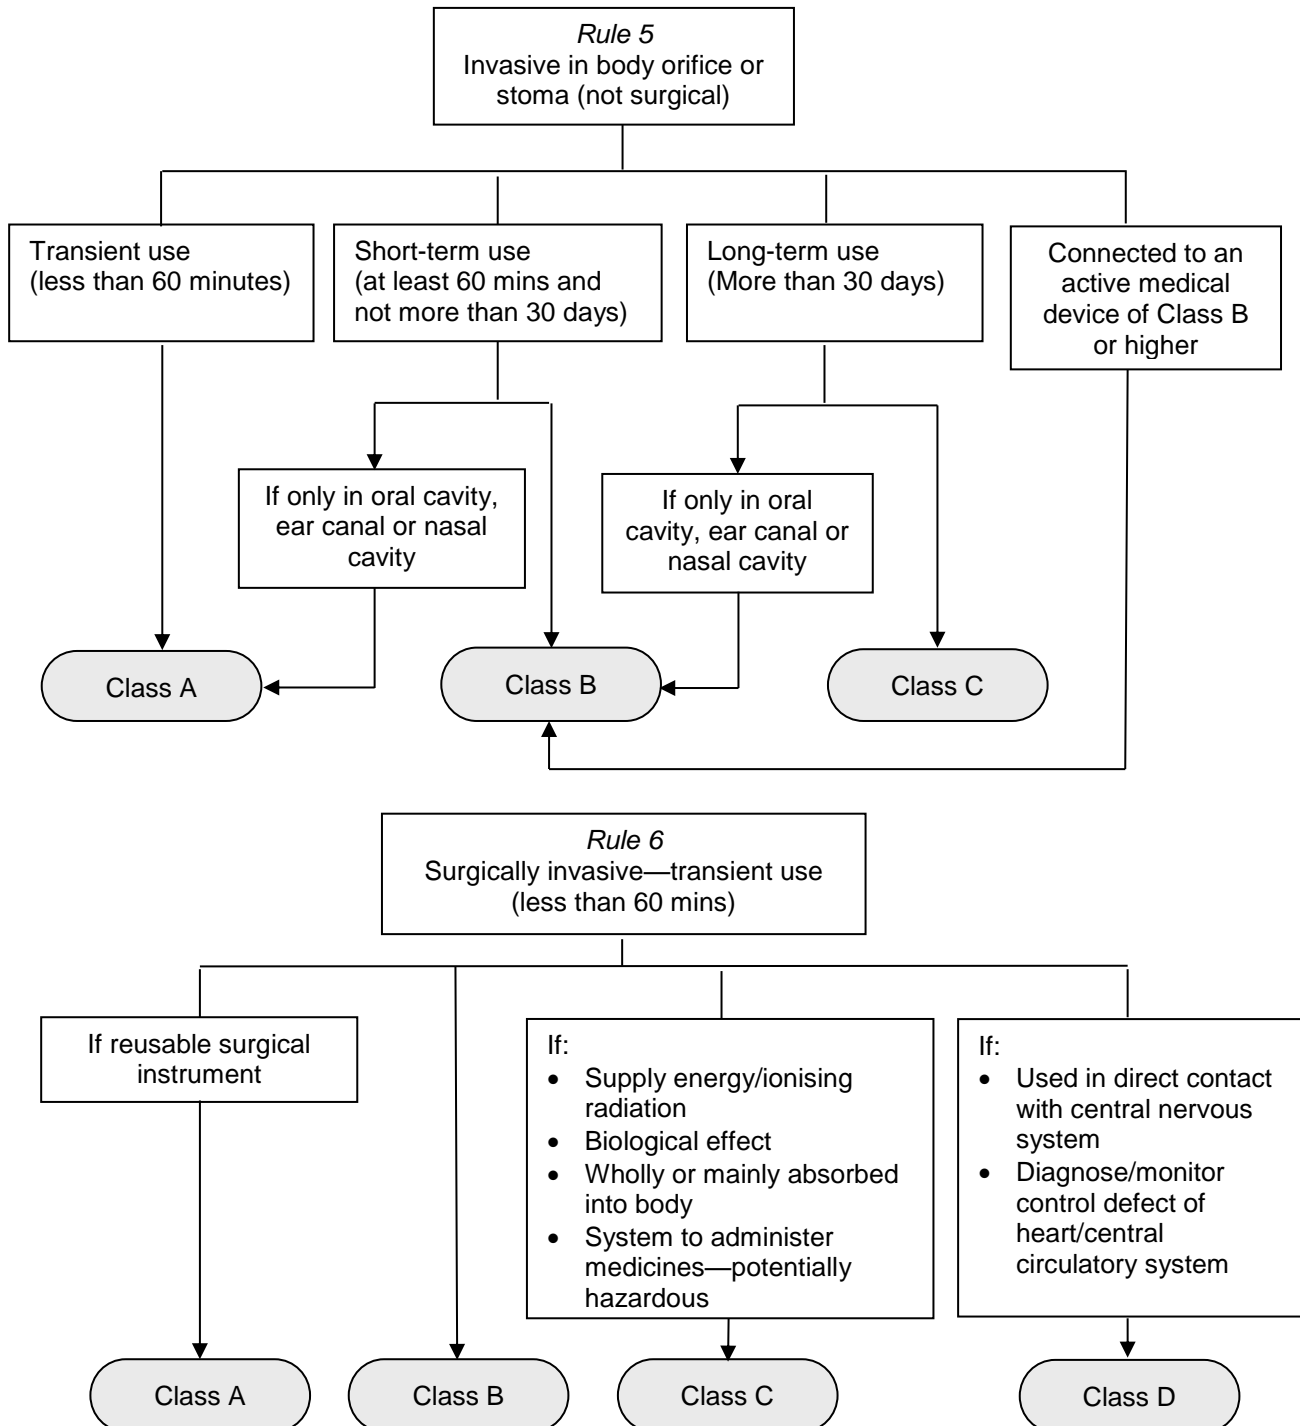 Rule 5
Invasive in body orifice or
stoma (not surgical)
Transient use
(less than 60 minutes)
Short-term use
(at least 60 mins and
not more than 30 days)
Long-term use
(More than 30 days)
Connected to an
active medical
device of Class B
or higher
If only in oral cavity,
ear canal or nasal
cavity
If only in oral
cavity, ear canal or
nasal cavity
Class A
Class B
Class C
Rule 6
Surgically invasive—transient use
(less than 60 mins)
If reusable surgical
instrument
If:
• Supply energy/ionising
radiation
• Biological effect
• Wholly or mainly absorbed
into body
• System to administer
medicines—potentially
hazardous
If:
• Used in direct contact
with central nervous
system
• Diagnose/monitor
control defect of
heart/central
circulatory system
Class A
Class B
Class C
Class D